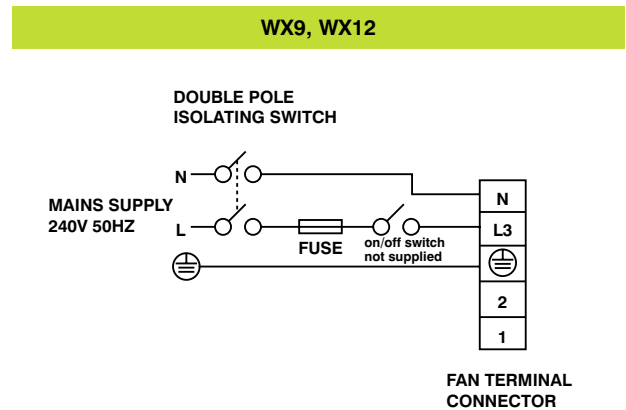 WX9, WX12
DOUBLE POLE
ISOLATING SWITCH
N
MAINS SUPPLY
240V 50HZ
L
FUSE
on/off switch
not supplied
N
L3
2
1
FAN TERMINAL
CONNECTOR